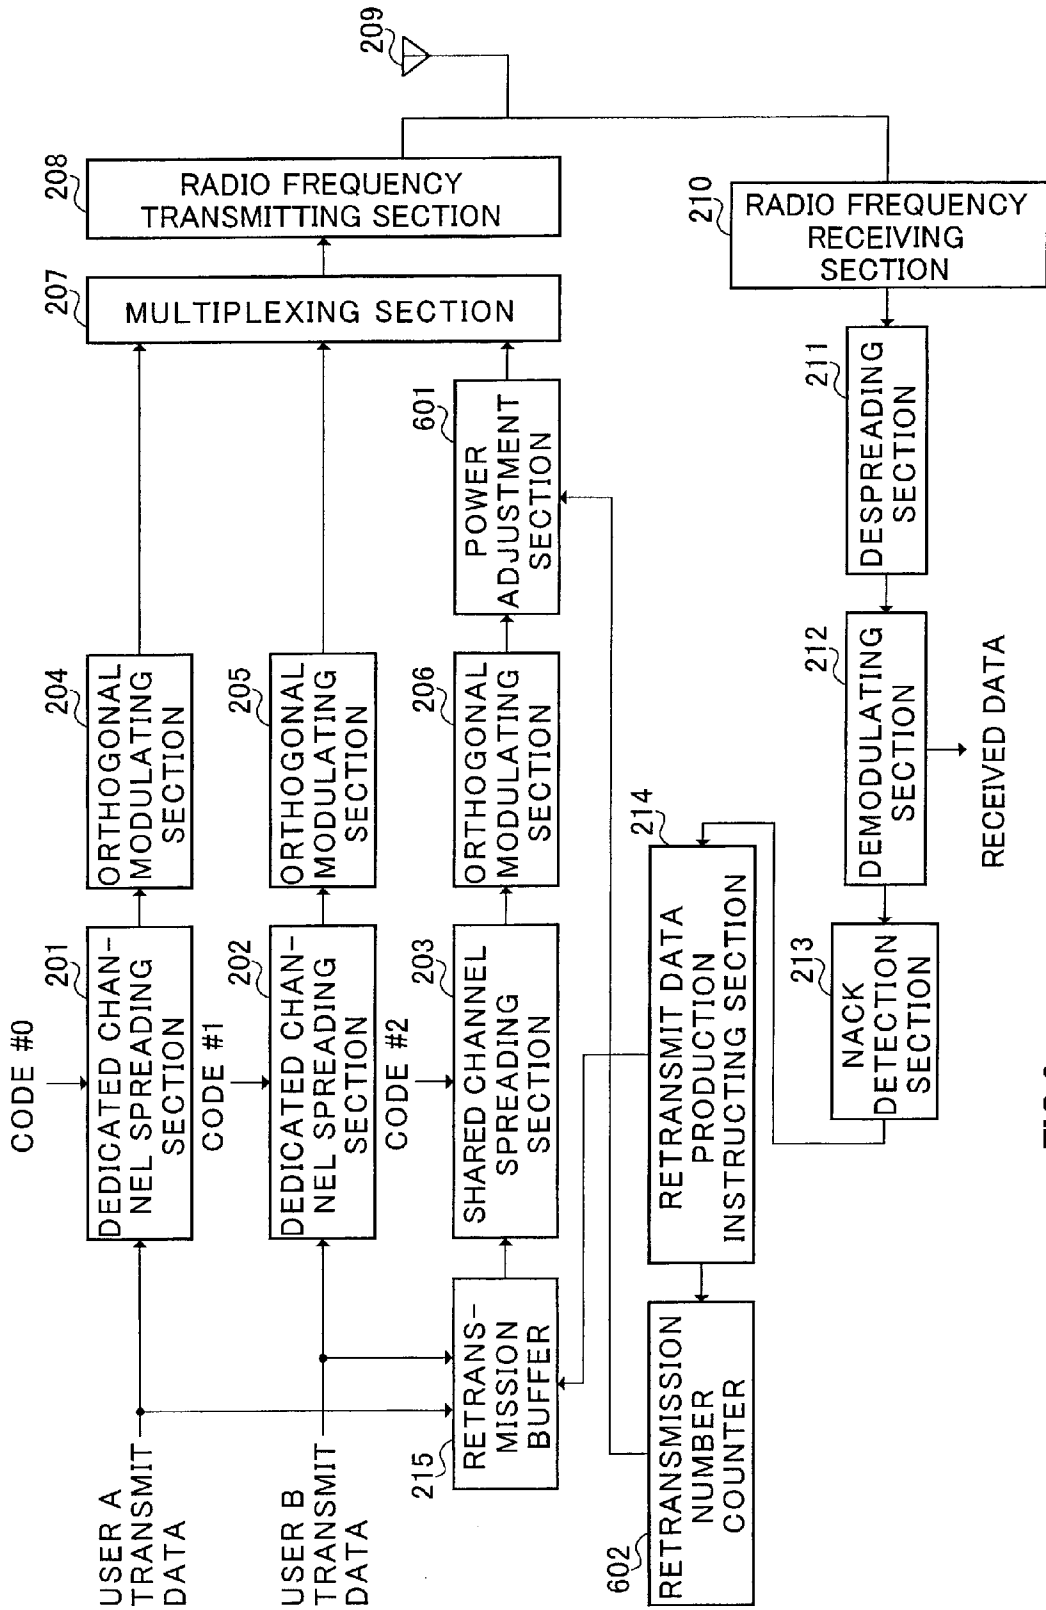 USER A
TRANSMIT
DATA
USER B
TRANSMIT
DATA
CODE #0
201
DEDICATED CHAN-
NEL SPREADING
SECTION
CODE #1
202
DEDICATED CHAN-
NEL SPREADING
SECTION
CODE #2
203
SHARED CHANNEL
SPREADING
SECTION
215
RETRANS-
MISSION
BUFFER
204
ORTHOGONAL
MODULATING
SECTION
205
ORTHOGONAL
MODULATING
SECTION
206
ORTHOGONAL
MODULATING
SECTION
601
POWER
ADJUSTMENT
SECTION
207
MULTIPLEXING SECTION
208
RADIO FREQUENCY
TRANSMITTING SECTION
209
210
RADIO FREQUENCY
RECEIVING
SECTION
211
DESPREADING
SECTION
212
DEMODULATING
SECTION
RECEIVED DATA
213
NACK
DETECTION
SECTION
214
RETRANSMIT DATA
PRODUCTION
INSTRUCTING SECTION
602
RETRANSMISSION
NUMBER
COUNTER